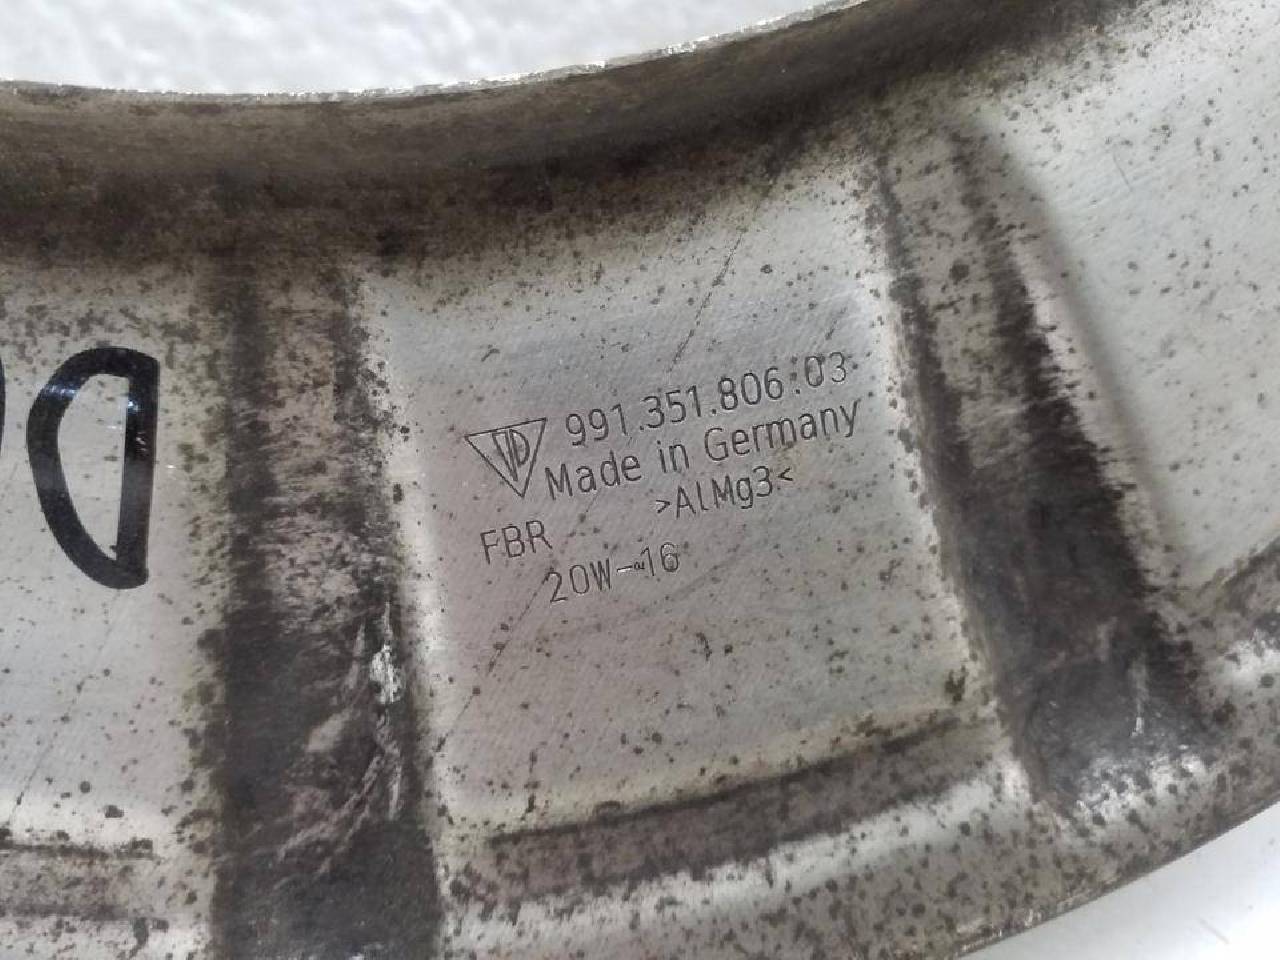 D
991.351.806.03
Made in Germany
>AlMg3<
FBR
20W-16